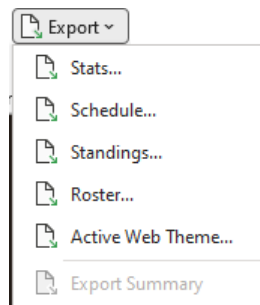 Export
Stats...
Schedule...
Standings...
Roster...
Active Web Theme...
Export Summary